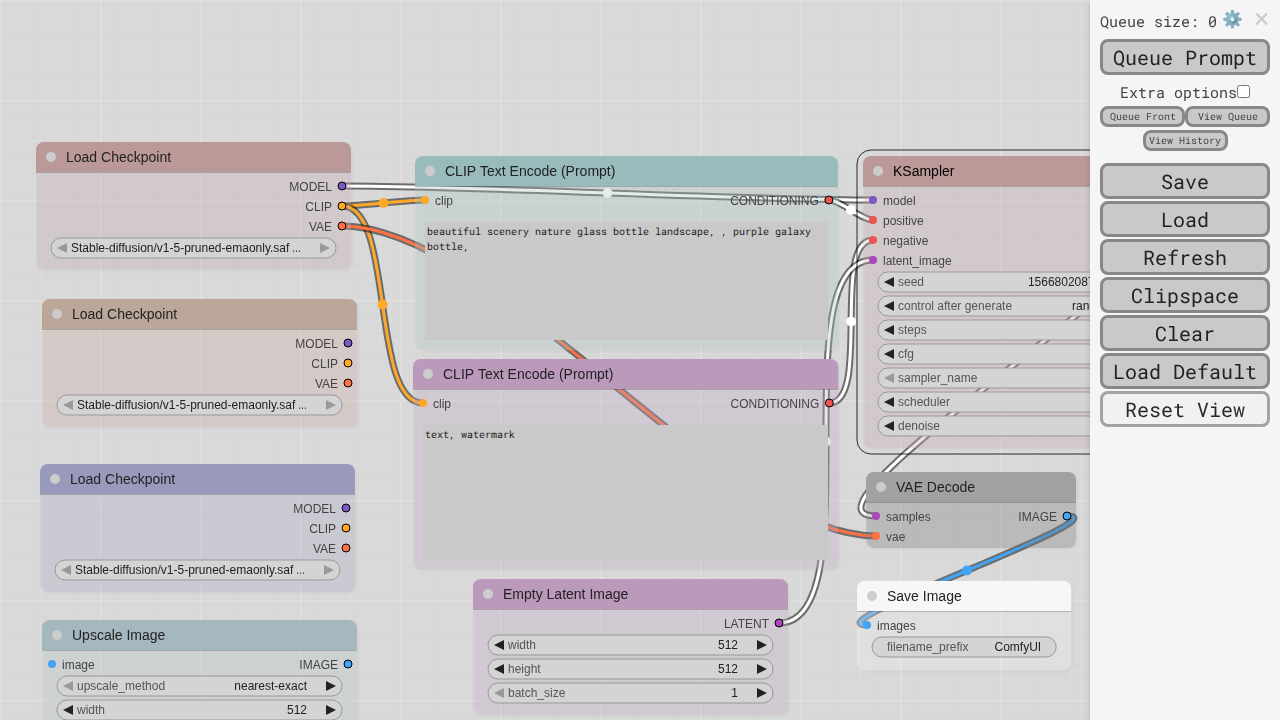 Load Checkpoint
MODEL
CLIP
VAE
Stable-diffusion/v1-5-pruned-emaonly.saf ...
Load Checkpoint
MODEL
CLIP
VAE
Stable-diffusion/v1-5-pruned-emaonly.saf ...
Load Checkpoint
MODEL
CLIP
VAE
Stable-diffusion/v1-5-pruned-emaonly.saf ...
Upscale Image
image IMAGE
upscale_method nearest-exact
width 512
CLIP Text Encode (Prompt)
clip CONDITIONING
beautiful scenery nature glass bottle landscape, , purple galaxy
bottle,
CLIP Text Encode (Prompt)
clip CONDITIONING
text, watermark
Empty Latent Image
LATENT
width 512
height 512
batch_size 1
KSampler
model
positive
negative
latent_image
seed 156680208
control after generate ran
steps
cfg
sampler_name
scheduler
denoise
VAE Decode
samples IMAGE
vae
Save Image
images
filename_prefix ComfyUI
Queue size: 0
Queue Prompt
Extra options
Queue Front View Queue
View History
Save
Load
Refresh
Clipspace
Clear
Load Default
Reset View